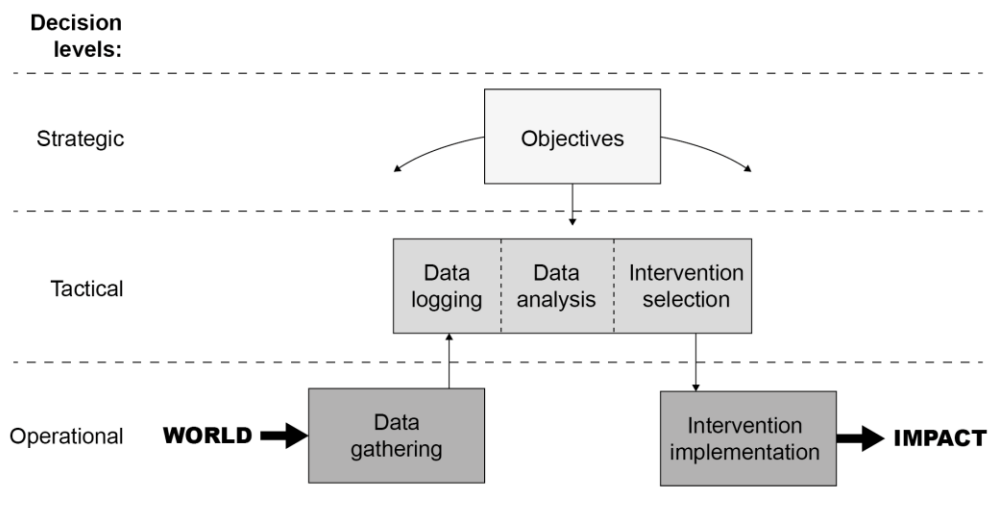 Decision
levels:
Strategic
Objectives
Tactical
Data
logging
Data
analysis
Intervention
selection
Operational
WORLD
Data
gathering
Intervention
implementation
IMPACT